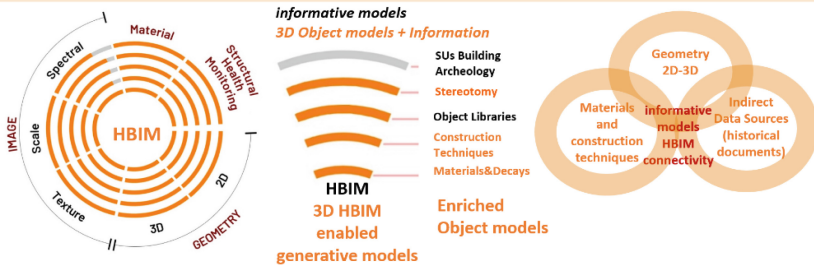 I
Material
Spectral
Structural
Health
Monitoring
IMAGE
Scale
HBIM
I
Texture
2D
3D
GEOMETRY
II
informative models
3D Object models + Information
SUs Building
Archeology
Stereotomy
Object Libraries
Construction
Techniques
Materials&Decays
HBIM
3D HBIM
enabled
generative models
Enriched
Object models
Geometry
2D-3D
Materials
and
construction
techniques
informative
models
HBIM
connectivity
Indirect
Data Sources
(historical
documents)